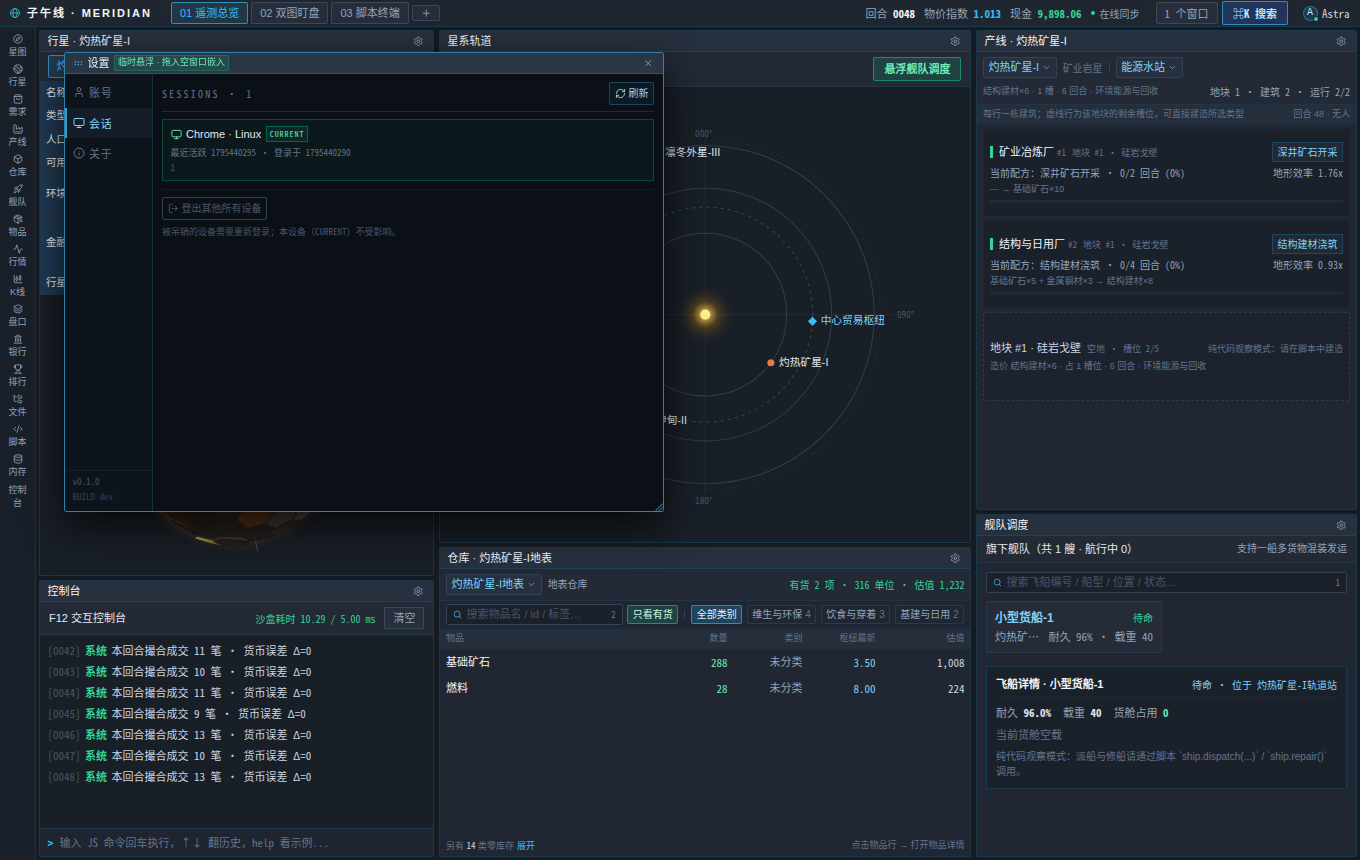 子午线 · MERIDIAN
01 遥测总览
02 双图盯盘
03 脚本终端
回合 0048 物价指数 1.013 现金 9,898.06 • 在线同步
1 个窗口
⌘K 搜索
A
Astra
星图
行星
需求
产线
仓库
舰队
物品
行情
K线
盘口
银行
排行
文件
脚本
内存
控制
台
行星 · 灼热矿星-I
名称
类型
人口
可用
环境
金融
行星
设置
临时悬浮 · 拖入空窗口嵌入
账号
会话
关于
v0.1.0
BUILD dev
SESSIONS · 1
刷新
Chrome · Linux CURRENT
最近活跃 1795440295 · 登录于 1795440290
1
登出其他所有设备
被吊销的设备需要重新登录；本设备（CURRENT）不受影响。
星系轨道
悬浮舰队调度
000°
凛冬外星-III
090°
中心贸易枢纽
灼热矿星-I
甸-II
180°
产线 · 灼热矿星-I
灼热矿星-I
矿业岩星
能源水站
结构建材×6 · 1 槽 · 6 回合 · 环境能源与回收
地块 1 · 建筑 2 · 运行 2/2
每行一栋建筑；虚线行为该地块的剩余槽位，可直接建造所选类型
回合 48 · 无人
矿业冶炼厂 #1 地块 #1 · 硅岩戈壁
深井矿石开采
当前配方：深井矿石开采 · 0/2 回合 (0%)
地形效率 1.76x
— → 基础矿石×10
结构与日用厂 #2 地块 #1 · 硅岩戈壁
结构建材浇筑
当前配方：结构建材浇筑 · 0/4 回合 (0%)
地形效率 0.93x
基础矿石×5 + 金属钢材×3 → 结构建材×8
地块 #1 · 硅岩戈壁 空地 · 槽位 2/5
纯代码观察模式：请在脚本中建造
造价 结构建材×6 · 占 1 槽位 · 6 回合 · 环境能源与回收
控制台
F12 交互控制台
沙盒耗时 10.29 / 5.00 ms
清空
[0042] 系统 本回合撮合成交 11 笔 · 货币误差 Δ=0
[0043] 系统 本回合撮合成交 10 笔 · 货币误差 Δ=0
[0044] 系统 本回合撮合成交 11 笔 · 货币误差 Δ=0
[0045] 系统 本回合撮合成交 9 笔 · 货币误差 Δ=0
[0046] 系统 本回合撮合成交 13 笔 · 货币误差 Δ=0
[0047] 系统 本回合撮合成交 10 笔 · 货币误差 Δ=0
[0048] 系统 本回合撮合成交 13 笔 · 货币误差 Δ=0
> 输入 JS 命令回车执行，↑↓ 翻历史，help 看示例...
仓库 · 灼热矿星-I地表
灼热矿星-I地表
地表仓库
有货 2 项 · 316 单位 · 估值 1,232
搜索物品名 / id / 标签…
2
只看有货
全部类别
维生与环保 4
饮食与穿着 3
基建与日用 2
物品 数量 类别 枢纽最新 估值
基础矿石 288 未分类 3.50 1,008
燃料 28 未分类 8.00 224
另有 14 类零库存 展开
点击物品行 → 打开物品详情
舰队调度
旗下舰队（共 1 艘 · 航行中 0）
支持一船多货物混装发运
搜索飞船编号 / 船型 / 位置 / 状态…
1
小型货船-1 待命
灼热矿… 耐久 96% · 载重 40
飞船详情 · 小型货船-1
待命 · 位于 灼热矿星-I轨道站
耐久 96.0% 载重 40 货舱占用 0
当前货舱空载
纯代码观察模式：派船与修船请通过脚本 `ship.dispatch(...)` / `ship.repair()`
调用。